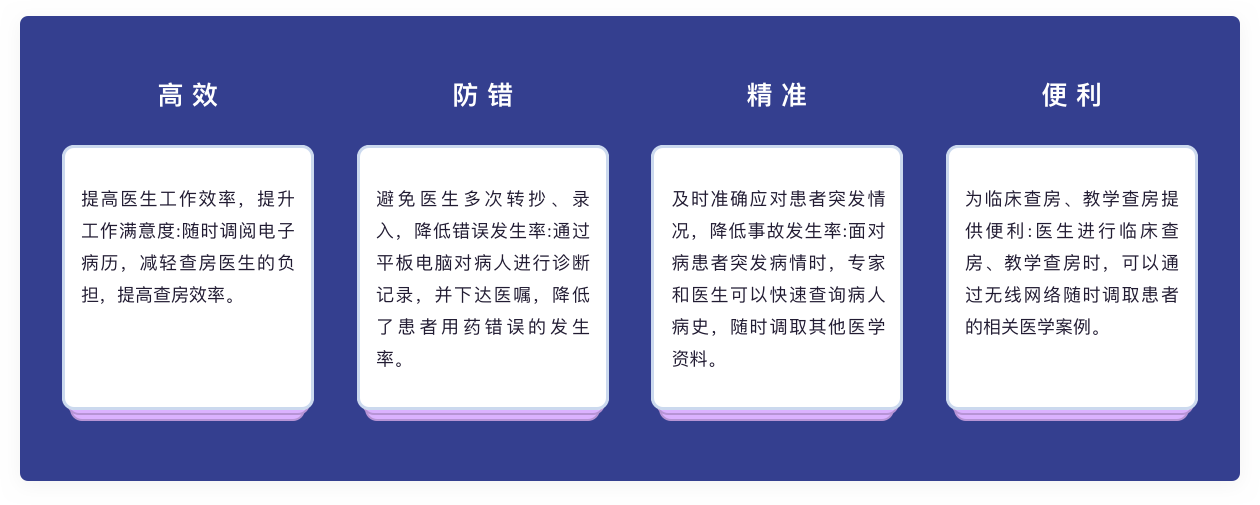 高效
提高医生工作效率，提升
工作满意度:随时调阅电子
病历，减轻查房医生的负
担，提高查房效率。
防错
避免医生多次转抄、录
入，降低错误发生率:通过
平板电脑对病人进行诊断
记录，并下达医嘱，降低
了患者用药错误的发生
率。
精准
及时准确应对患者突发情
况，降低事故发生率:面对
病患者突发病情时，专家
和医生可以快速查询病人
病史，随时调取其他医学
资料。
便利
为临床查房、教学查房提
供便利:医生进行临床查
房、教学查房时，可以通
过无线网络随时调取患者
的相关医学案例。